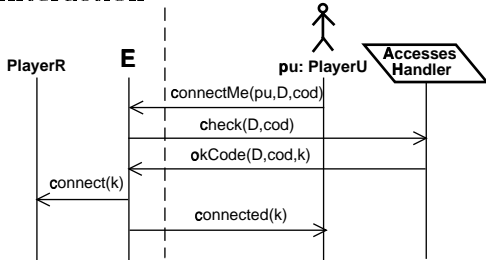 PlayerR
E
pu: PlayerU
Accesses
Handler
connectMe(pu,D,cod)
check(D,cod)
okCode(D,cod,k)
connect(k)
connected(k)